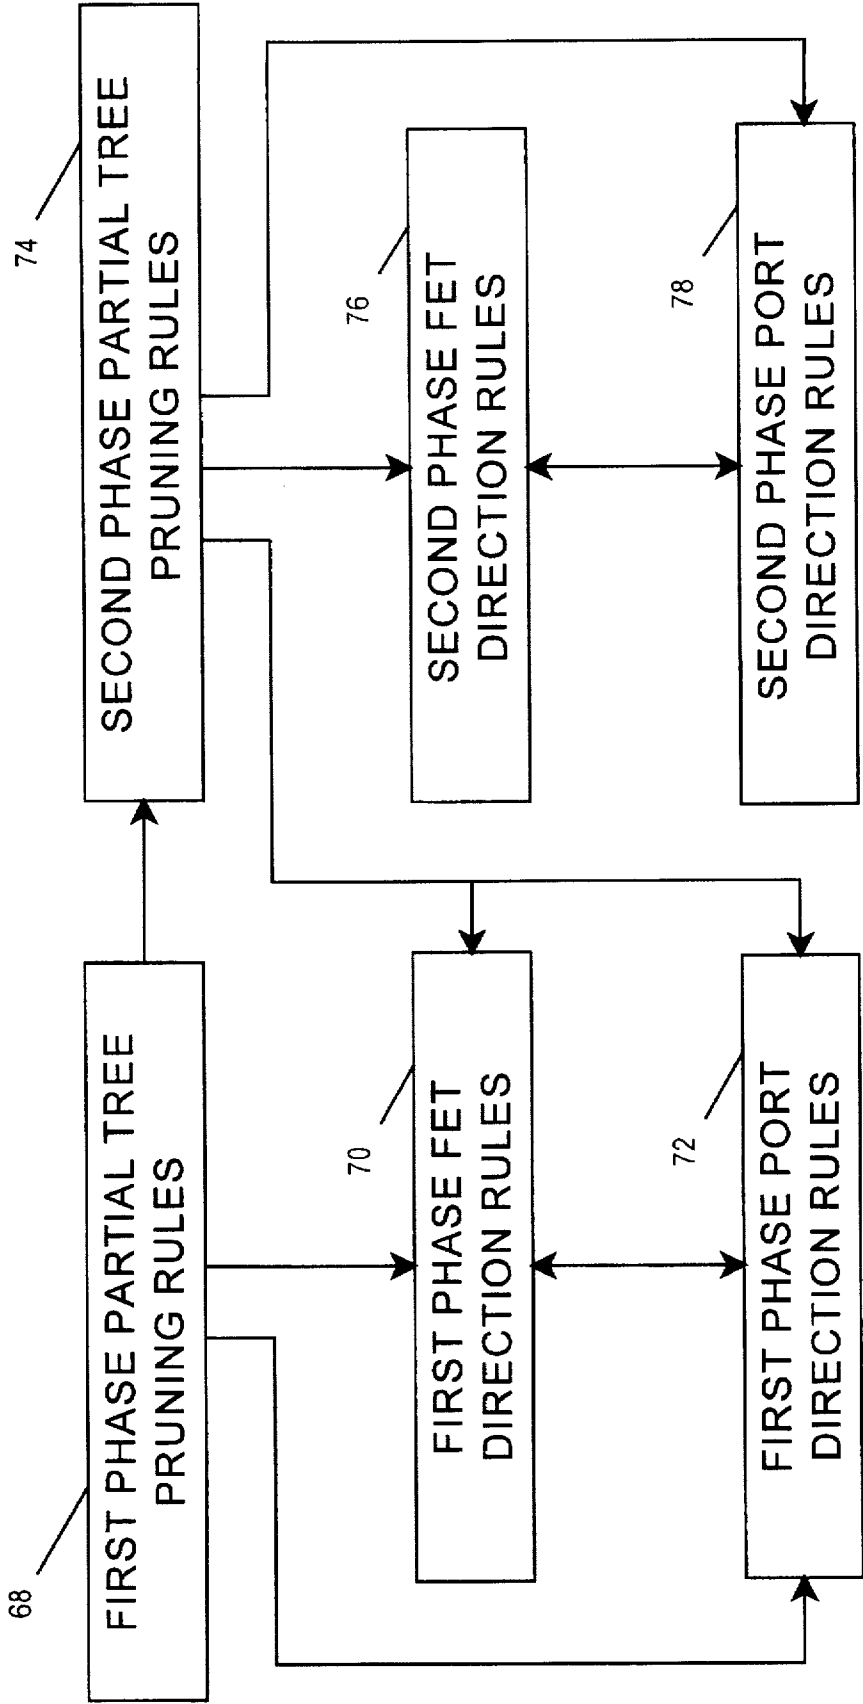 68
FIRST PHASE PARTIAL TREE
PRUNING RULES
74
SECOND PHASE PARTIAL TREE
PRUNING RULES
70
FIRST PHASE FET
DIRECTION RULES
76
SECOND PHASE FET
DIRECTION RULES
72
FIRST PHASE PORT
DIRECTION RULES
78
SECOND PHASE PORT
DIRECTION RULES